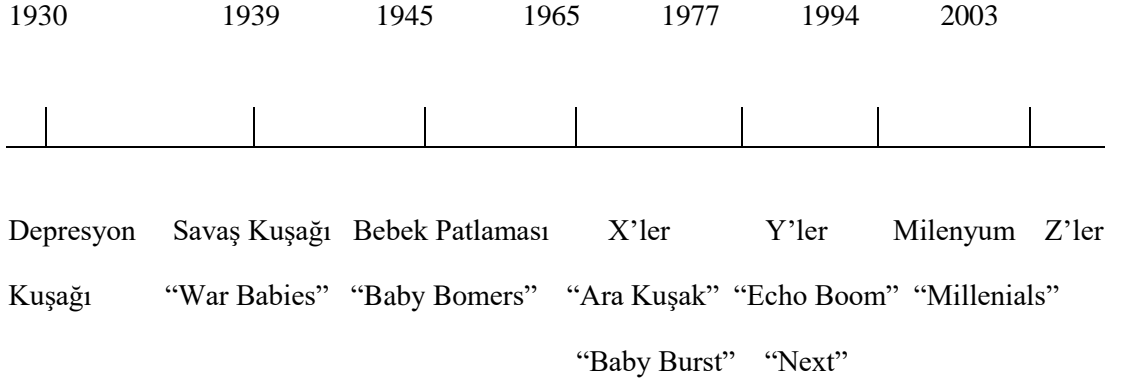 1930 1939 1945 1965 1977 1994 2003
Depresyon Savaş Kuşağı Bebek Patlaması X’ler Y’ler Milenyum Z’ler
Kuşağı “War Babies” “Baby Bomers” “Ara Kuşak” “Echo Boom” “Millenials”
“Baby Burst” “Next”